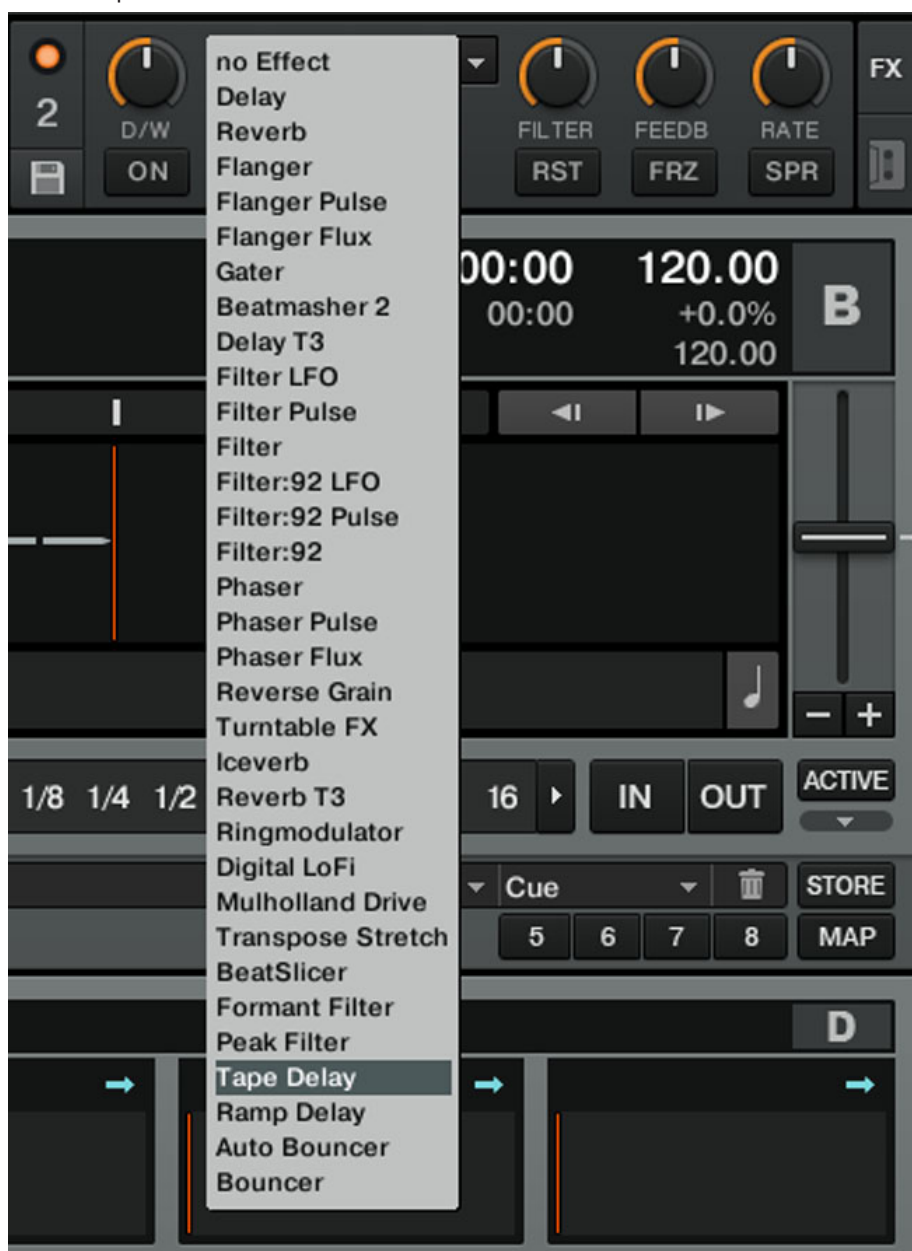 2
D/W
ON
FILTER
FEEDB
RATE
RST
FRZ
SPR
FX
no Effect
Delay
Reverb
Flanger
Flanger Pulse
Flanger Flux
Gater
Beatmasher 2
Delay T3
Filter LFO
Filter Pulse
Filter
Filter:92 LFO
Filter:92 Pulse
Filter:92
Phaser
Phaser Pulse
Phaser Flux
Reverse Grain
Turntable FX
Iceverb
Reverb T3
Ringmodulator
Digital LoFi
Mulholland Drive
Transpose Stretch
BeatSlicer
Formant Filter
Peak Filter
Tape Delay
Ramp Delay
Auto Bouncer
Bouncer
00:00 120.00
00:00 +0.0%
120.00
B
− +
1/8 1/4 1/2
16
IN OUT
ACTIVE
Cue
STORE
5 6 7 8
MAP
D